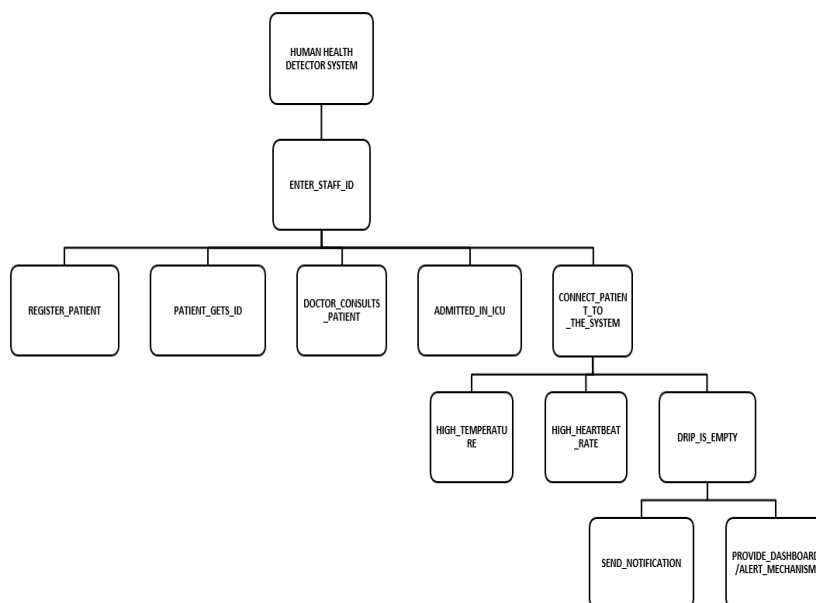 HUMAN HEALTH
DETECTOR SYSTEM
ENTER_STAFF_ID
REGISTER_PATIENT
PATIENT_GETS_ID
DOCTOR_CONSULTS
_PATIENT
ADMITTED_IN_ICU
CONNECT_PATIEN
T_TO
_THE_SYSTEM
HIGH_TEMPERATU
RE
HIGH_HEARTBEAT
_RATE
DRIP_IS_EMPTY
SEND_NOTIFICATION
PROVIDE_DASHBOARD
/ALERT_MECHANISM